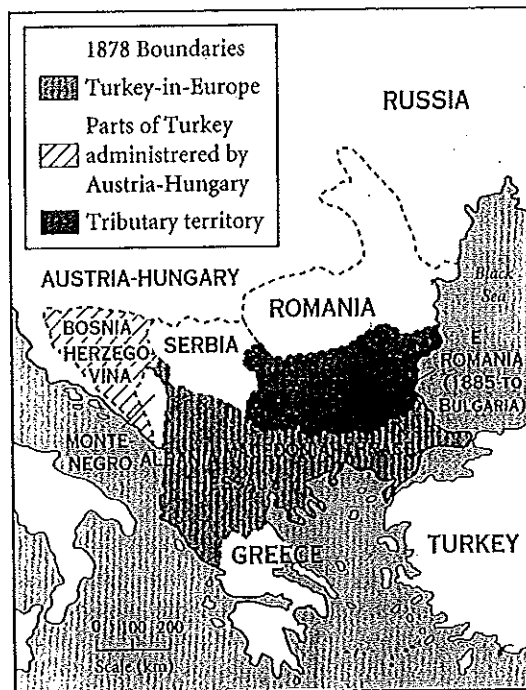 1878 Boundaries
Turkey-in-Europe
Parts of Turkey
administrered by
Austria-Hungary
Tributary territory
RUSSIA
AUSTRIA-HUNGARY
Black
Sea
ROMANIA
BOSNIA
HERZEGO-
VINA
SERBIA
E.
ROMANIA
(1885 TO
BULGARIA)
MONTE
NEGRO
GREECE
TURKEY
0 100 200
Scale (km)